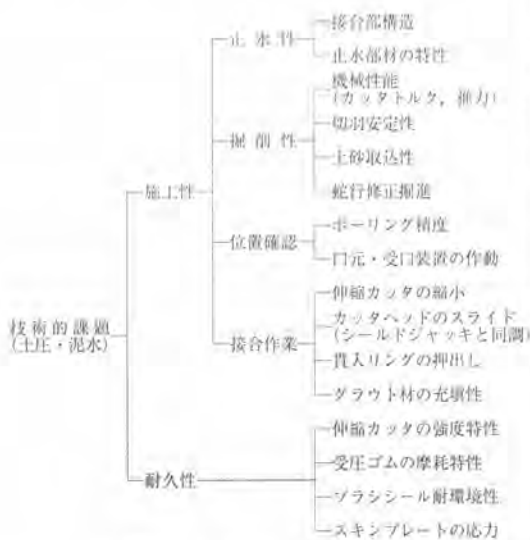 技術的課題
(土圧・泥水)
施工性
止水性
接合部構造
止水部材の特性
掘削性
機械性能
(カッタトルク，推力)
切羽安定性
土砂取込性
蛇行修正掘進
位置確認
ボーリング精度
口元・受口装置の作動
接合作業
伸縮カッタの縮小
カッタヘッドのスライド
(シールドジャッキと同調)
貫入リングの押出し
グラウト材の充填性
耐久性
伸縮カッタの強度特性
受圧ゴムの摩耗特性
ブラシシール耐環境性
スキンプレートの応力